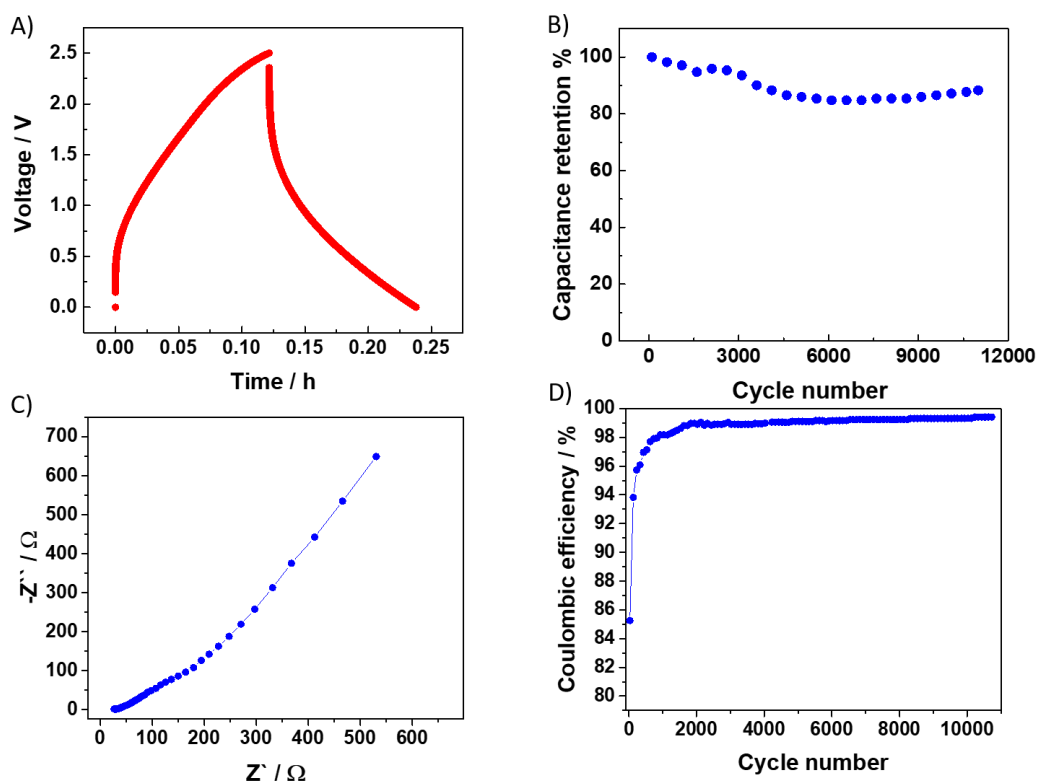 A)
2.5
2.0
1.5
1.0
0.5
0.0
Voltage / V
0.00 0.05 0.10 0.15 0.20 0.25
Time / h
B)
100
80
60
40
20
0
Capacitance retention %
0 3000 6000 9000 12000
Cycle number
C)
700
600
500
400
300
200
100
0
-Z`` / Ω
0 100 200 300 400 500 600
Z` / Ω
D)
100
98
96
94
92
90
88
86
84
82
80
Coulombic efficiency / %
0 2000 4000 6000 8000 10000
Cycle number